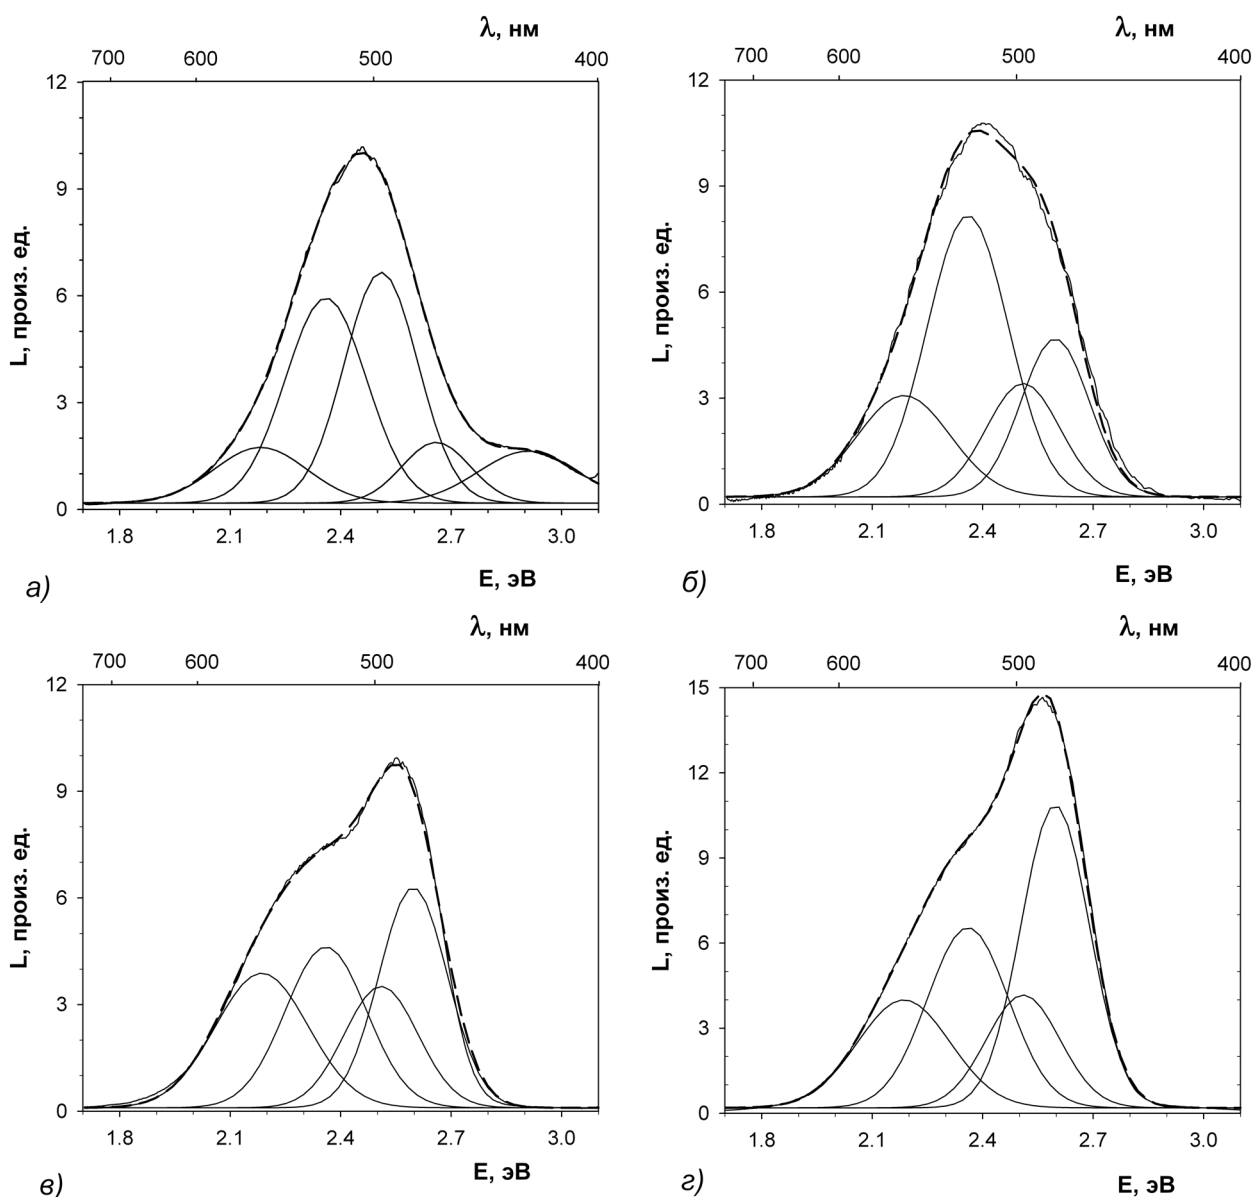 λ, нм
700 600 500 400
12
9
6
3
0
L, произ. ед.
1.8 2.1 2.4 2.7 3.0
E, эВ
а)
λ, нм
700 600 500 400
12
9
6
3
0
L, произ. ед.
1.8 2.1 2.4 2.7 3.0
E, эВ
б)
λ, нм
700 600 500 400
12
9
6
3
0
L, произ. ед.
1.8 2.1 2.4 2.7 3.0
E, эВ
в)
λ, нм
700 600 500 400
15
12
9
6
3
0
L, произ. ед.
1.8 2.1 2.4 2.7 3.0
E, эВ
г)